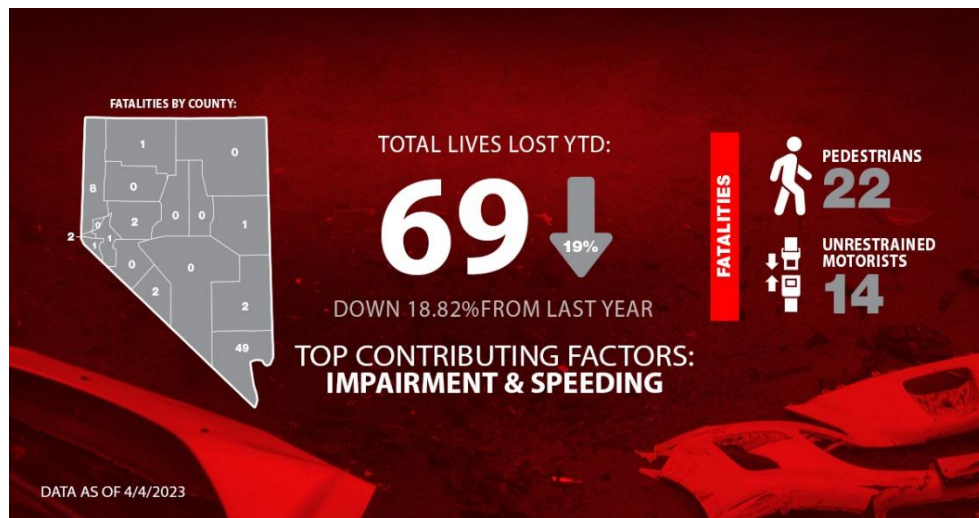 FATALITIES BY COUNTY:
1
0
8
0
0
2
0
0
1
2
1
1
0
0
2
2
49
TOTAL LIVES LOST YTD:
69
19%
DOWN 18.82%FROM LAST YEAR
TOP CONTRIBUTING FACTORS:
IMPAIRMENT & SPEEDING
FATALITIES
PEDESTRIANS
22
UNRESTRAINED
MOTORISTS
14
DATA AS OF 4/4/2023